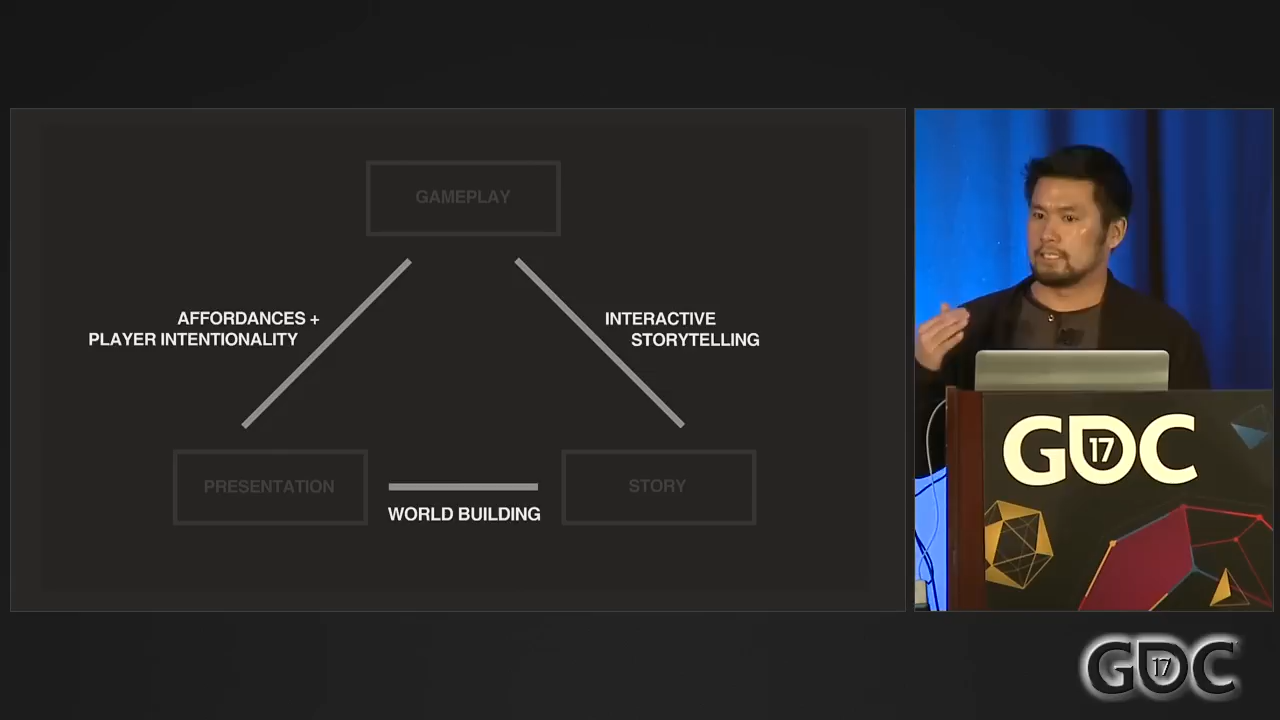 GAMEPLAY
AFFORDANCES +
PLAYER INTENTIONALITY
INTERACTIVE
STORYTELLING
PRESENTATION
STORY
WORLD BUILDING
GDC
17
GDC
17